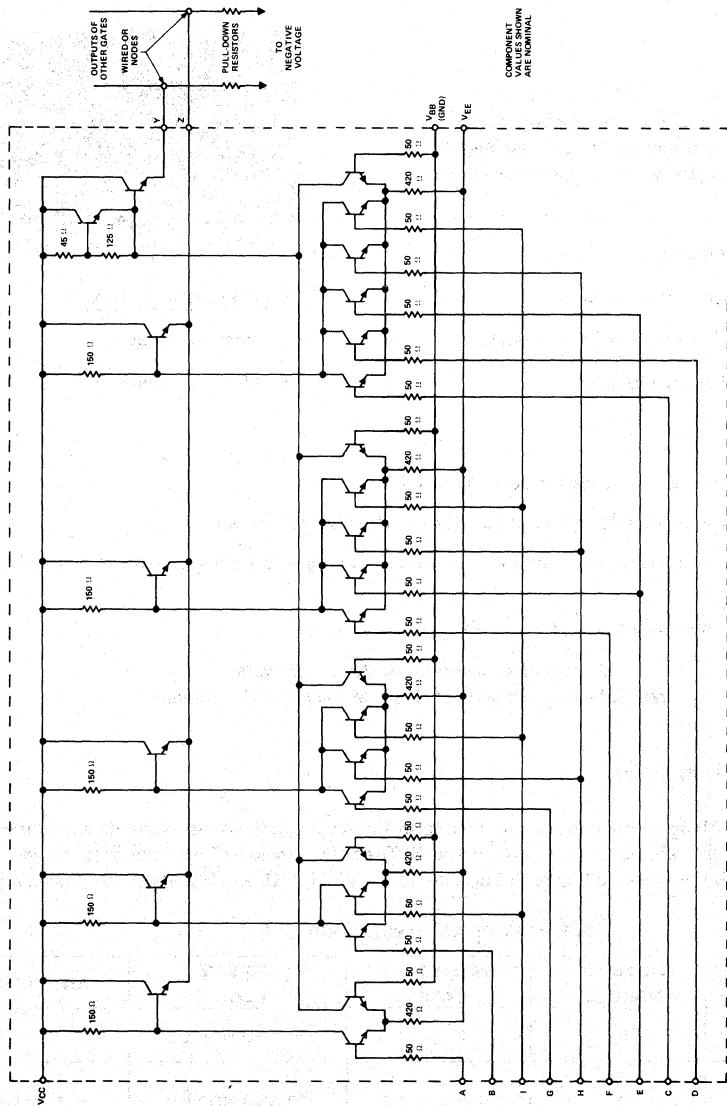 OUTPUTS OF
OTHER GATES
WIRED-OR
NODES
PULL-DOWN
RESISTORS
TO
NEGATIVE
VOLTAGE
COMPONENT
VALUES SHOWN
ARE NOMINAL
Y
Z
VBB
(GND)
VEE
45 Ω
125 Ω
150 Ω
150 Ω
150 Ω
150 Ω
150 Ω
50 Ω
420 Ω
50 Ω
50 Ω
50 Ω
50 Ω
50 Ω
50 Ω
420 Ω
50 Ω
50 Ω
50 Ω
50 Ω
50 Ω
420 Ω
50 Ω
50 Ω
50 Ω
50 Ω
420 Ω
50 Ω
50 Ω
50 Ω
420 Ω
50 Ω
VCC
A
B
I
G
H
F
E
C
D